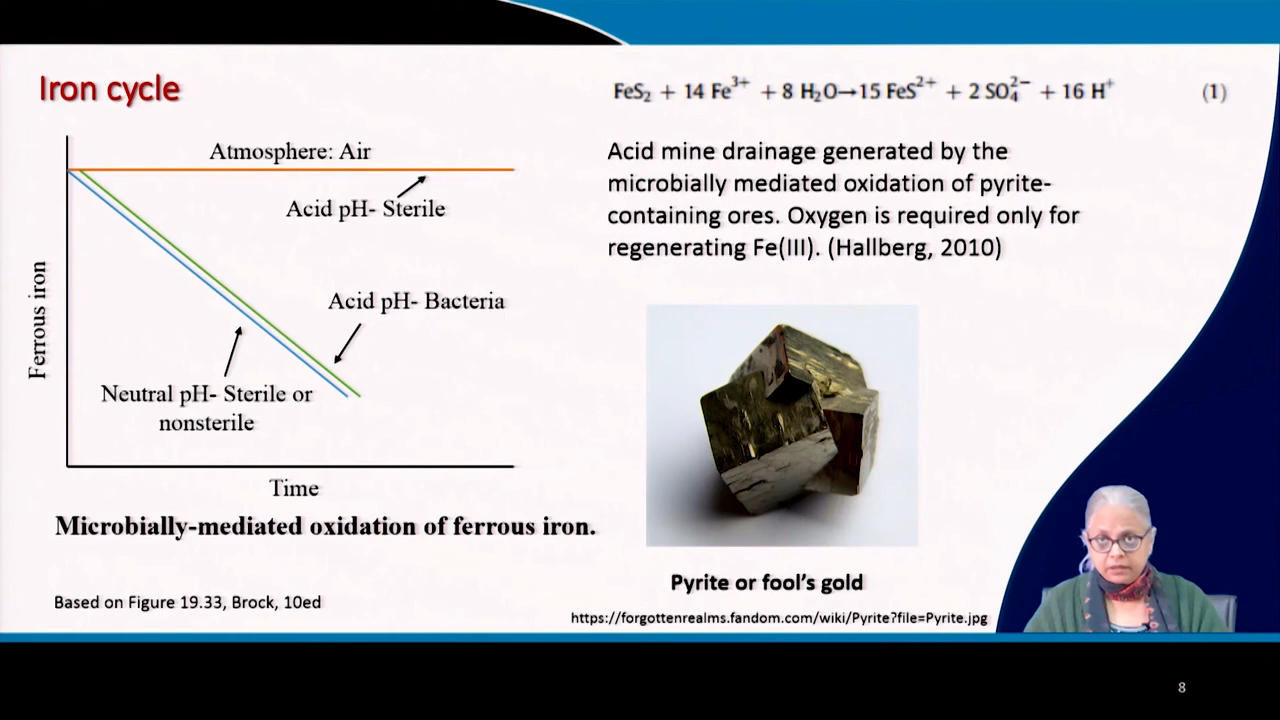 Iron cycle
FeS₂ + 14 Fe³⁺ + 8 H₂O→15 FeS²⁺ + 2 SO₄²⁻ + 16 H⁺ (1)
Atmosphere: Air
Acid pH- Sterile
Acid pH- Bacteria
Ferrous iron
Neutral pH- Sterile or
nonsterile
Time
Microbially-mediated oxidation of ferrous iron.
Based on Figure 19.33, Brock, 10ed
Acid mine drainage generated by the
microbially mediated oxidation of pyrite-
containing ores. Oxygen is required only for
regenerating Fe(III). (Hallberg, 2010)
Pyrite or fool's gold
https://forgottenrealms.fandom.com/wiki/Pyrite?file=Pyrite.jpg
8